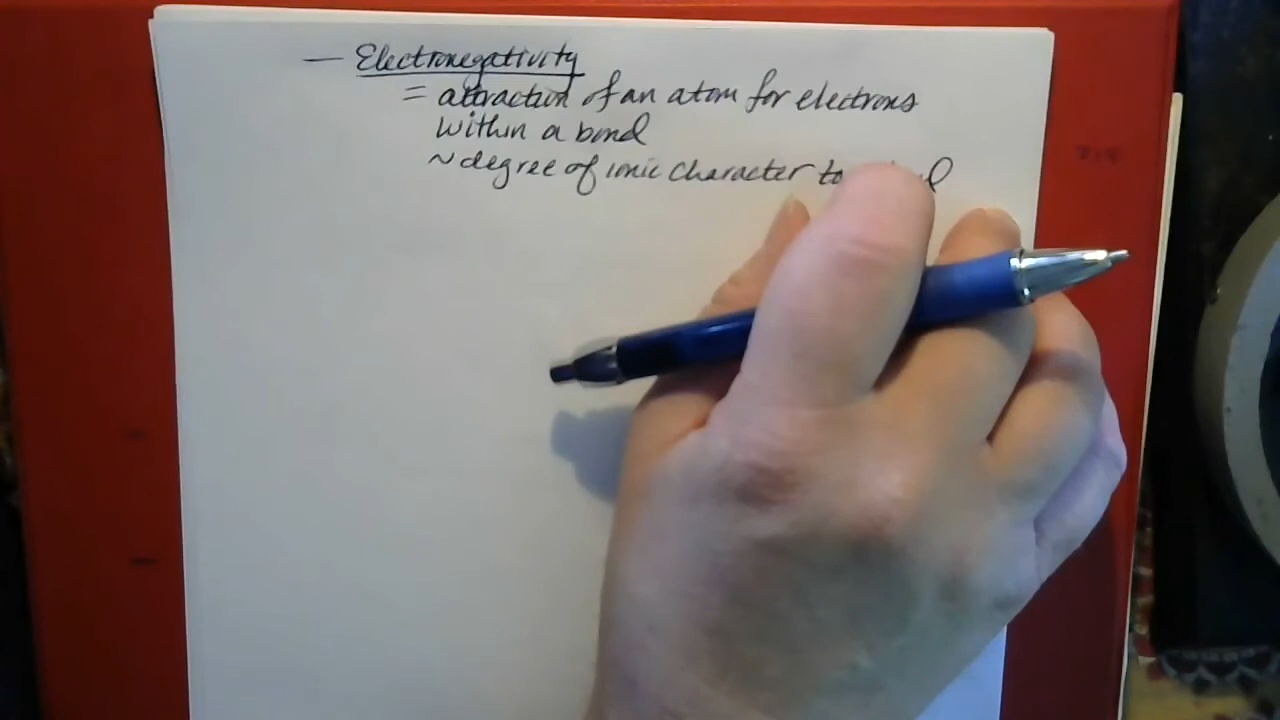 — Electronegativity
= attraction of an atom for electrons
within a bond
~ degree of ionic character to